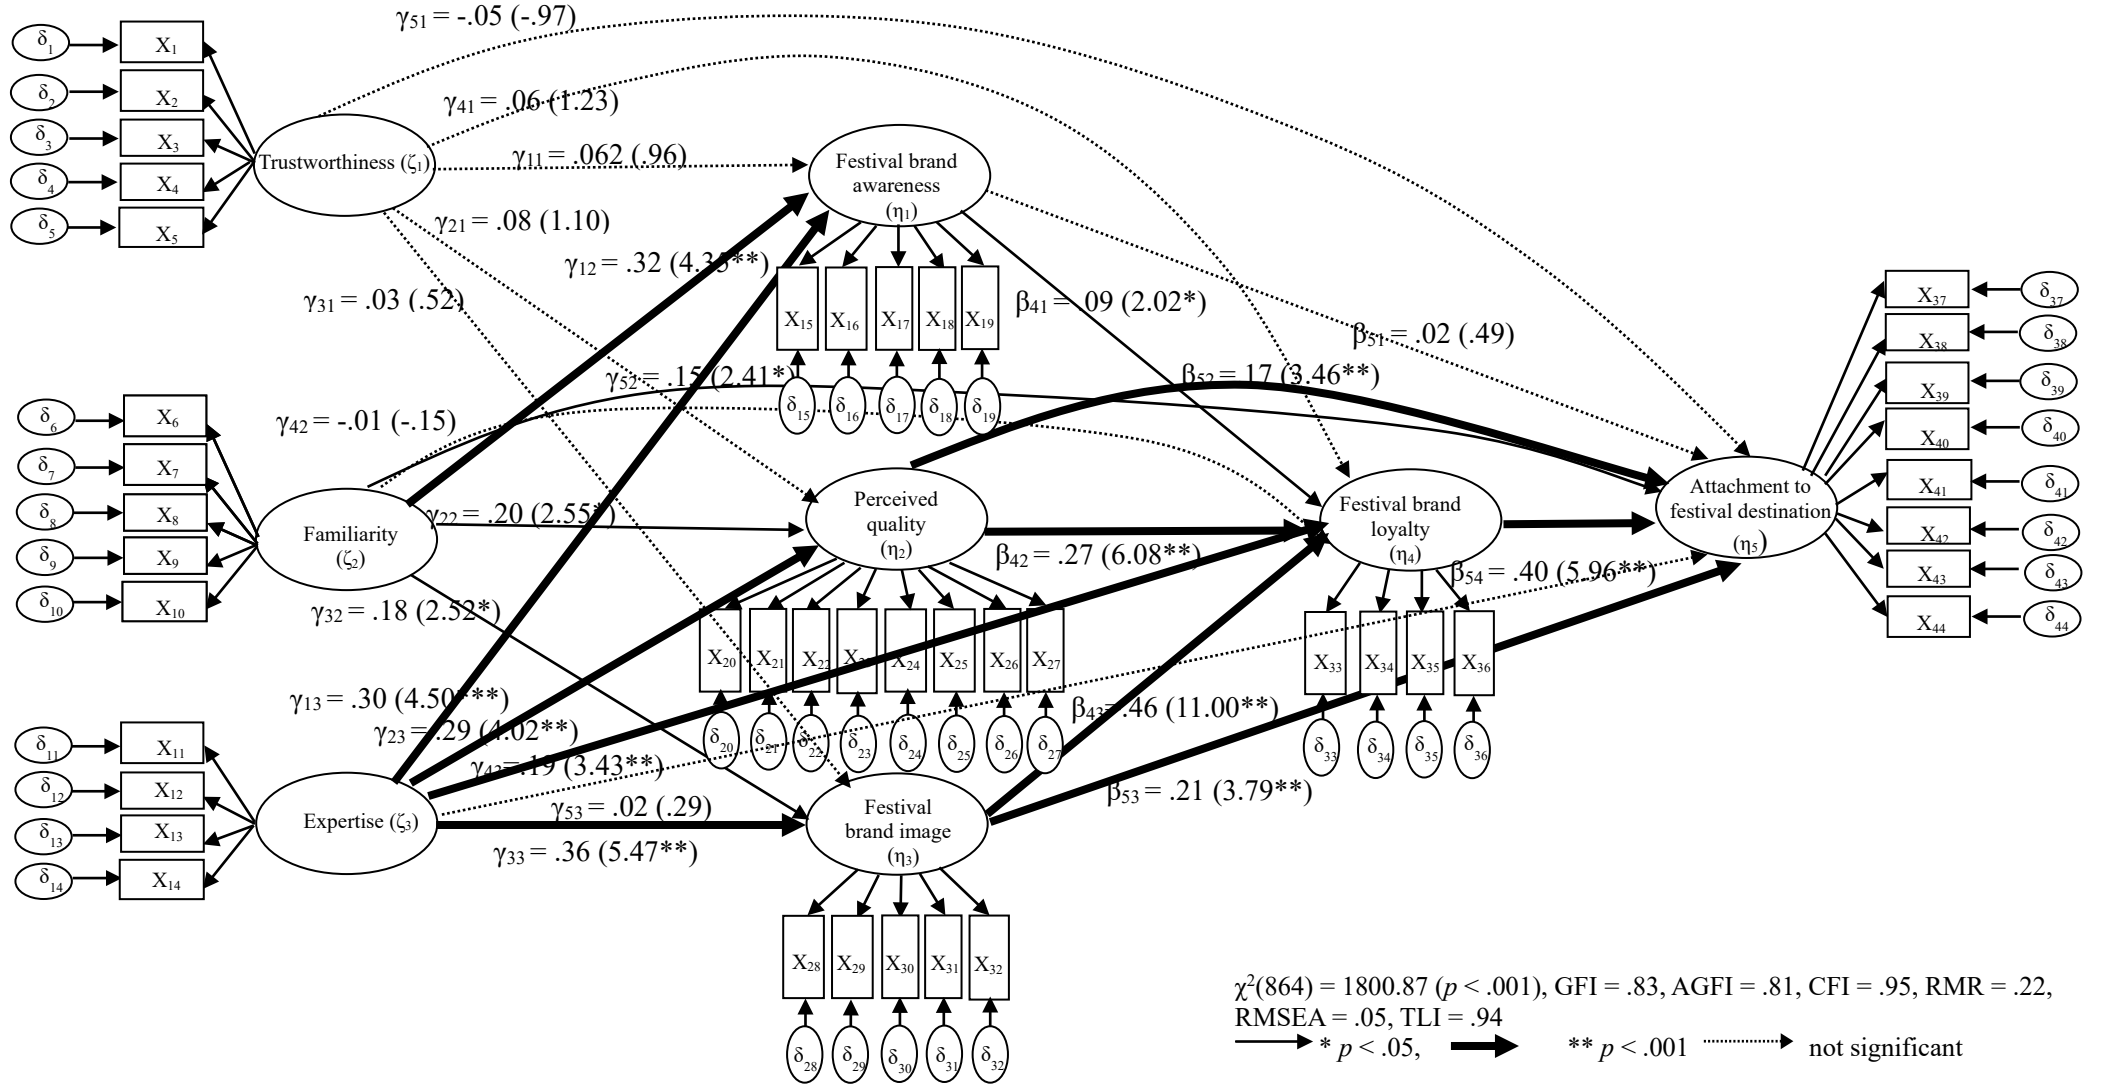 γ51 = -.05 (-.97)
γ41 = .06 (1.23)
γ11 = .062 (.96)
γ21 = .08 (1.10)
γ12 = .32 (4.35**)
γ31 = .03 (.52)
β41 = .09 (2.02*)
β51 = .02 (.49)
γ52 = .15 (2.41*)
β52 = .17 (3.46**)
γ42 = -.01 (-.15)
γ22 = .20 (2.55*)
β42 = .27 (6.08**)
β54 = .40 (5.96**)
γ32 = .18 (2.52*)
γ13 = .30 (4.50***)
γ23 = .29 (4.02**)
γ43 = .19 (3.43**)
β43 = .46 (11.00**)
β53 = .21 (3.79**)
γ53 = .02 (.29)
γ33 = .36 (5.47**)
δ1 X1
δ2 X2
δ3 X3
δ4 X4
δ5 X5
Trustworthiness (ζ1)
δ6 X6
δ7 X7
δ8 X8
δ9 X9
δ10 X10
Familiarity
(ζ2)
δ11 X11
δ12 X12
δ13 X13
δ14 X14
Expertise (ζ3)
Festival brand
awareness
(η1)
X15 X16 X17 X18 X19
δ15 δ16 δ17 δ18 δ19
Perceived
quality
(η2)
X20 X21 X22 X23 X24 X25 X26 X27
δ20 δ21 δ22 δ23 δ24 δ25 δ26 δ27
Festival
brand image
(η3)
X28 X29 X30 X31 X32
δ28 δ29 δ30 δ31 δ32
Festival brand
loyalty
(η4)
X33 X34 X35 X36
δ33 δ34 δ35 δ36
Attachment to
festival destination
(η5)
X37 δ37
X38 δ38
X39 δ39
X40 δ40
X41 δ41
X42 δ42
X43 δ43
X44 δ44
χ²(864) = 1800.87 (p < .001), GFI = .83, AGFI = .81, CFI = .95, RMR = .22,
RMSEA = .05, TLI = .94
* p < .05, ** p < .001 not significant